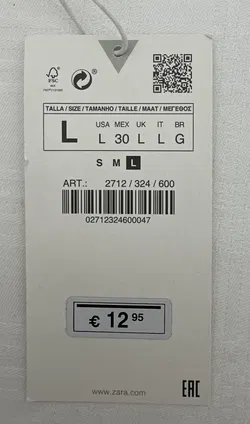 FSC
TALLA / SIZE / TAMANHO / TAILLE / MAAT / ΜΕΓΕΘΟΣ
L
USA MEX UK IT BR
L 30 L L G
S M L
ART.: 2712 / 324 / 600
02712324600047
€ 12 95
www.zara.com
EAC